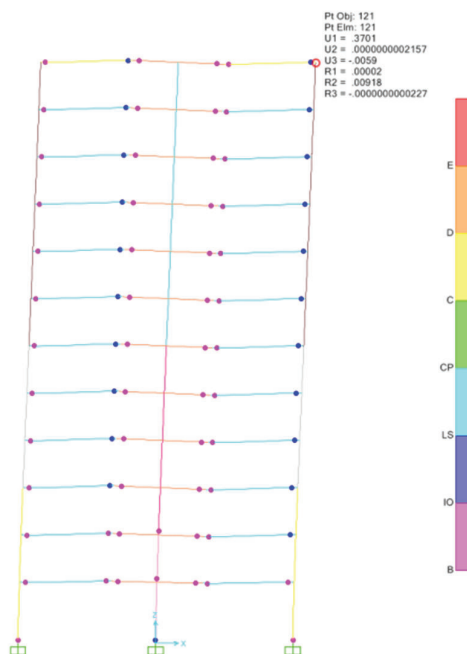 Pt Obj: 121
Pt Elm: 121
U1 = .3701
U2 = .0000000002157
U3 = -.0059
R1 = .00002
R2 = .00918
R3 = -.0000000000227
E
D
C
CP
LS
IO
B
Z
X